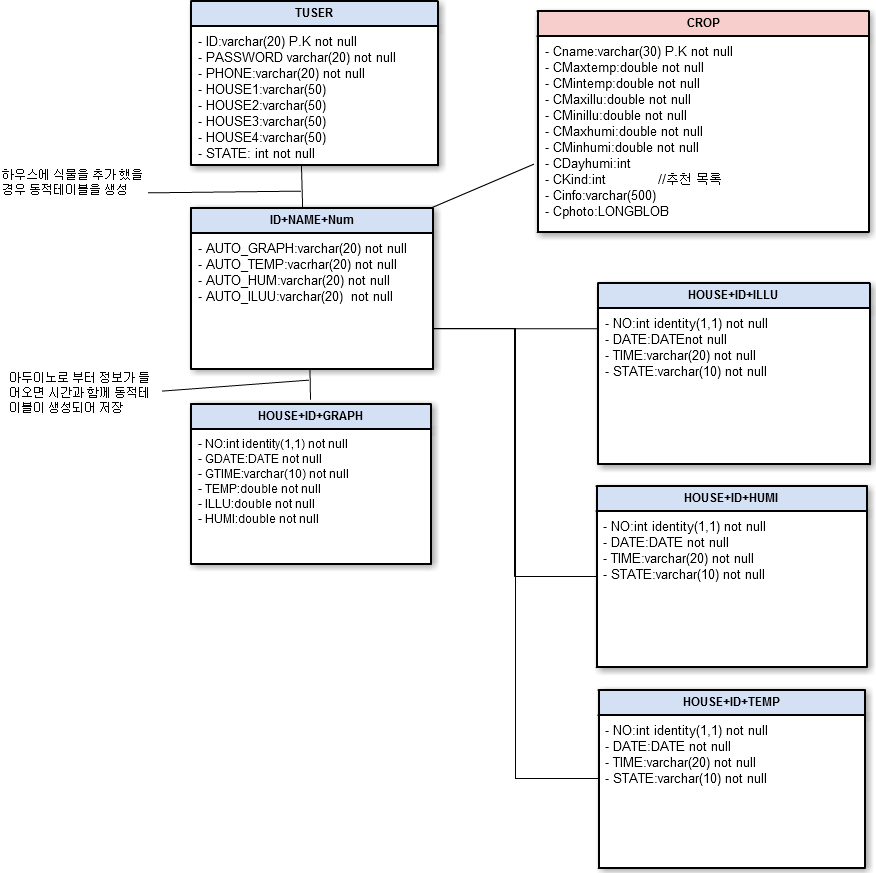 TUSER
- ID:varchar(20) P.K not null
- PASSWORD varchar(20) not null
- PHONE:varchar(20) not null
- HOUSE1:varchar(50)
- HOUSE2:varchar(50)
- HOUSE3:varchar(50)
- HOUSE4:varchar(50)
- STATE: int not null
CROP
- Cname:varchar(30) P.K not null
- CMaxtemp:double not null
- CMintemp:double not null
- CMaxillu:double not null
- CMinillu:double not null
- CMaxhumi:double not null
- CMinhumi:double not null
- CDayhumi:int
- CKind:int //추천 목록
- Cinfo:varchar(500)
- Cphoto:LONGBLOB
하우스에 식물을 추가 했을
경우 동적테이블을 생성
ID+NAME+Num
- AUTO_GRAPH:varchar(20) not null
- AUTO_TEMP:vacrhar(20) not null
- AUTO_HUM:varchar(20) not null
- AUTO_ILUU:varchar(20) not null
HOUSE+ID+ILLU
- NO:int identity(1,1) not null
- DATE:DATEnot null
- TIME:varchar(20) not null
- STATE:varchar(10) not null
아두이노로 부터 정보가 들
어오면 시간과 함께 동적테
이블이 생성되어 저장
HOUSE+ID+GRAPH
- NO:int identity(1,1) not null
- GDATE:DATE not null
- GTIME:varchar(10) not null
- TEMP:double not null
- ILLU:double not null
- HUMI:double not null
HOUSE+ID+HUMI
- NO:int identity(1,1) not null
- DATE:DATE not null
- TIME:varchar(20) not null
- STATE:varchar(10) not null
HOUSE+ID+TEMP
- NO:int identity(1,1) not null
- DATE:DATE not null
- TIME:varchar(20) not null
- STATE:varchar(10) not null